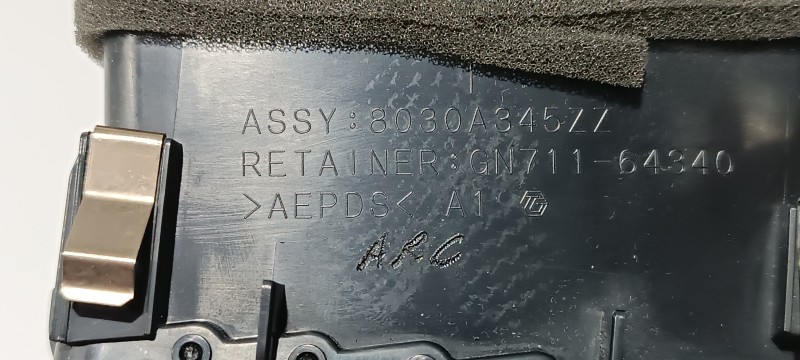 ASSY:8030A345ZZ
RETAINER:GN711-64340
>AEPDS< A1
ARC